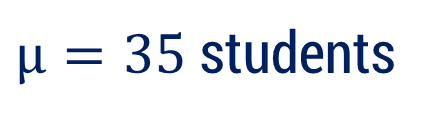 μ = 35 students